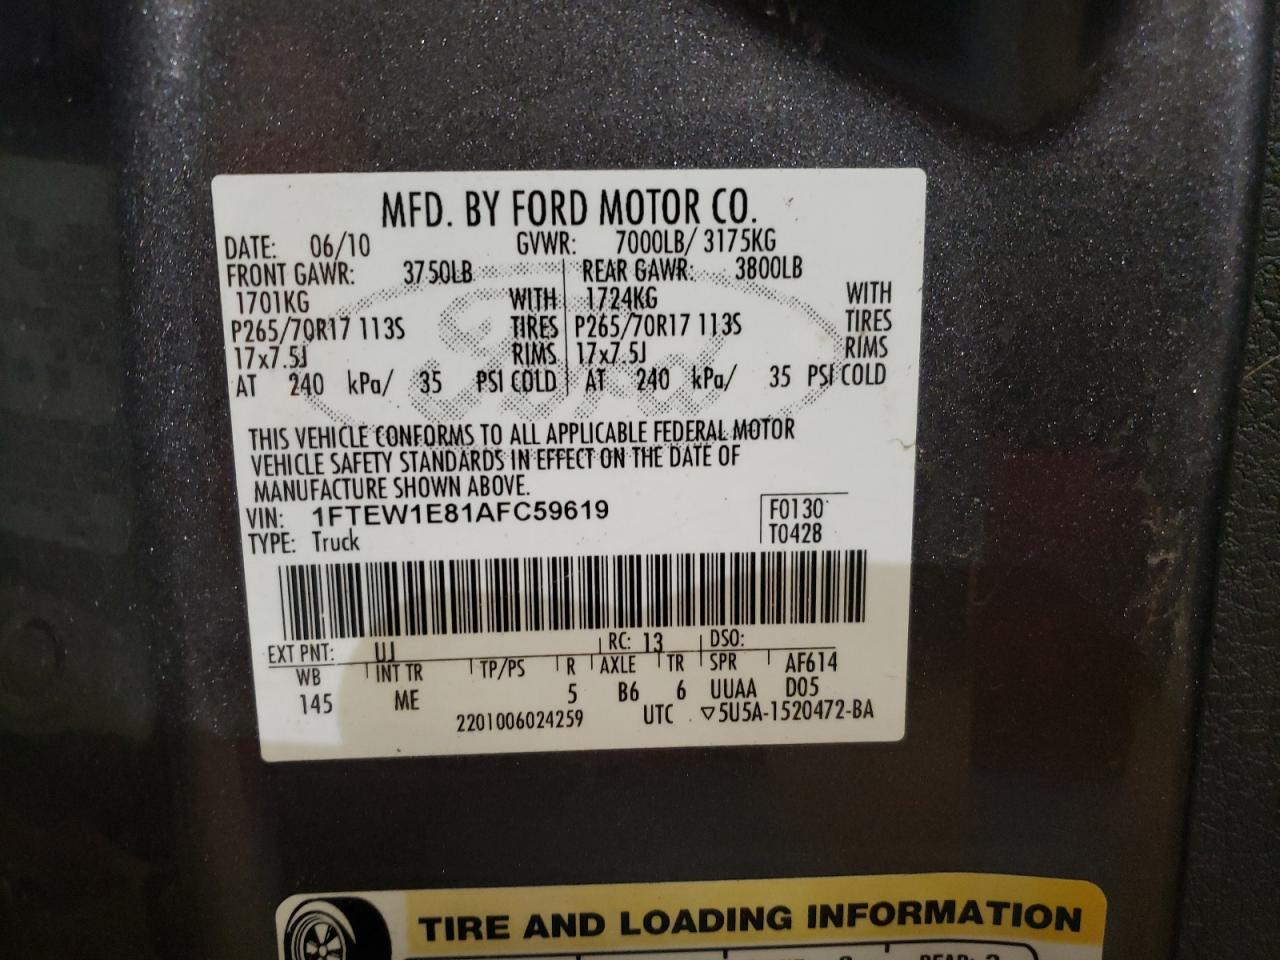 MFD. BY FORD MOTOR CO.
DATE: 06/10 GVWR: 7000LB/ 3175KG
FRONT GAWR: 3750LB REAR GAWR: 3800LB
1701KG WITH 1724KG WITH
P265/70R17 113S TIRES P265/70R17 113S TIRES
17x7.5J RIMS 17x7.5J RIMS
AT 240 kPa/ 35 PSI COLD AT 240 kPa/ 35 PSI COLD
Ford
THIS VEHICLE CONFORMS TO ALL APPLICABLE FEDERAL MOTOR
VEHICLE SAFETY STANDARDS IN EFFECT ON THE DATE OF
MANUFACTURE SHOWN ABOVE.
VIN: 1FTEW1E81AFC59619 F0130
TYPE: Truck T0428
EXT PNT: UJ RC: 13 DSO:
WB INT TR TP/PS R AXLE TR SPR AF614
145 ME 5 B6 6 UUAA D05
2201006024259 UTC ▽5U5A-1520472-BA
TIRE AND LOADING INFORMATION